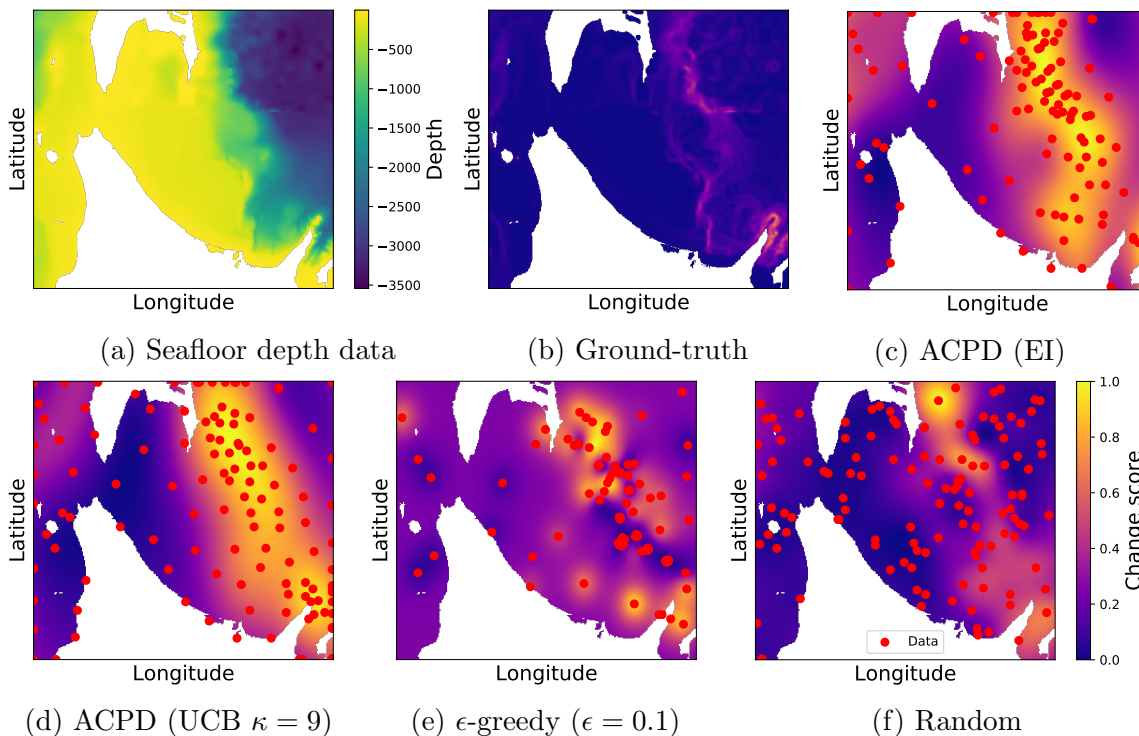 Latitude
Longitude
−500
−1000
−1500
−2000
−2500
−3000
−3500
Depth
Latitude
Longitude
Latitude
Longitude
(a) Seafloor depth data
(b) Ground-truth
(c) ACPD (EI)
Latitude
Longitude
Latitude
Longitude
Latitude
Data
Longitude
1.0
0.8
0.6
0.4
0.2
0.0
Change score
(d) ACPD (UCB κ = 9)
(e) ϵ-greedy (ϵ = 0.1)
(f) Random